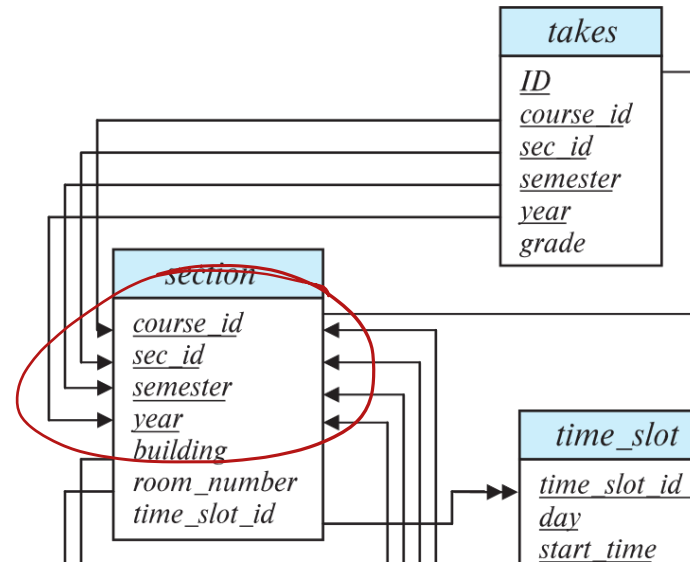 takes
ID
course_id
sec_id
semester
year
grade
section
course_id
sec_id
semester
year
building
room_number
time_slot_id
time_slot
time_slot_id
day
start_time